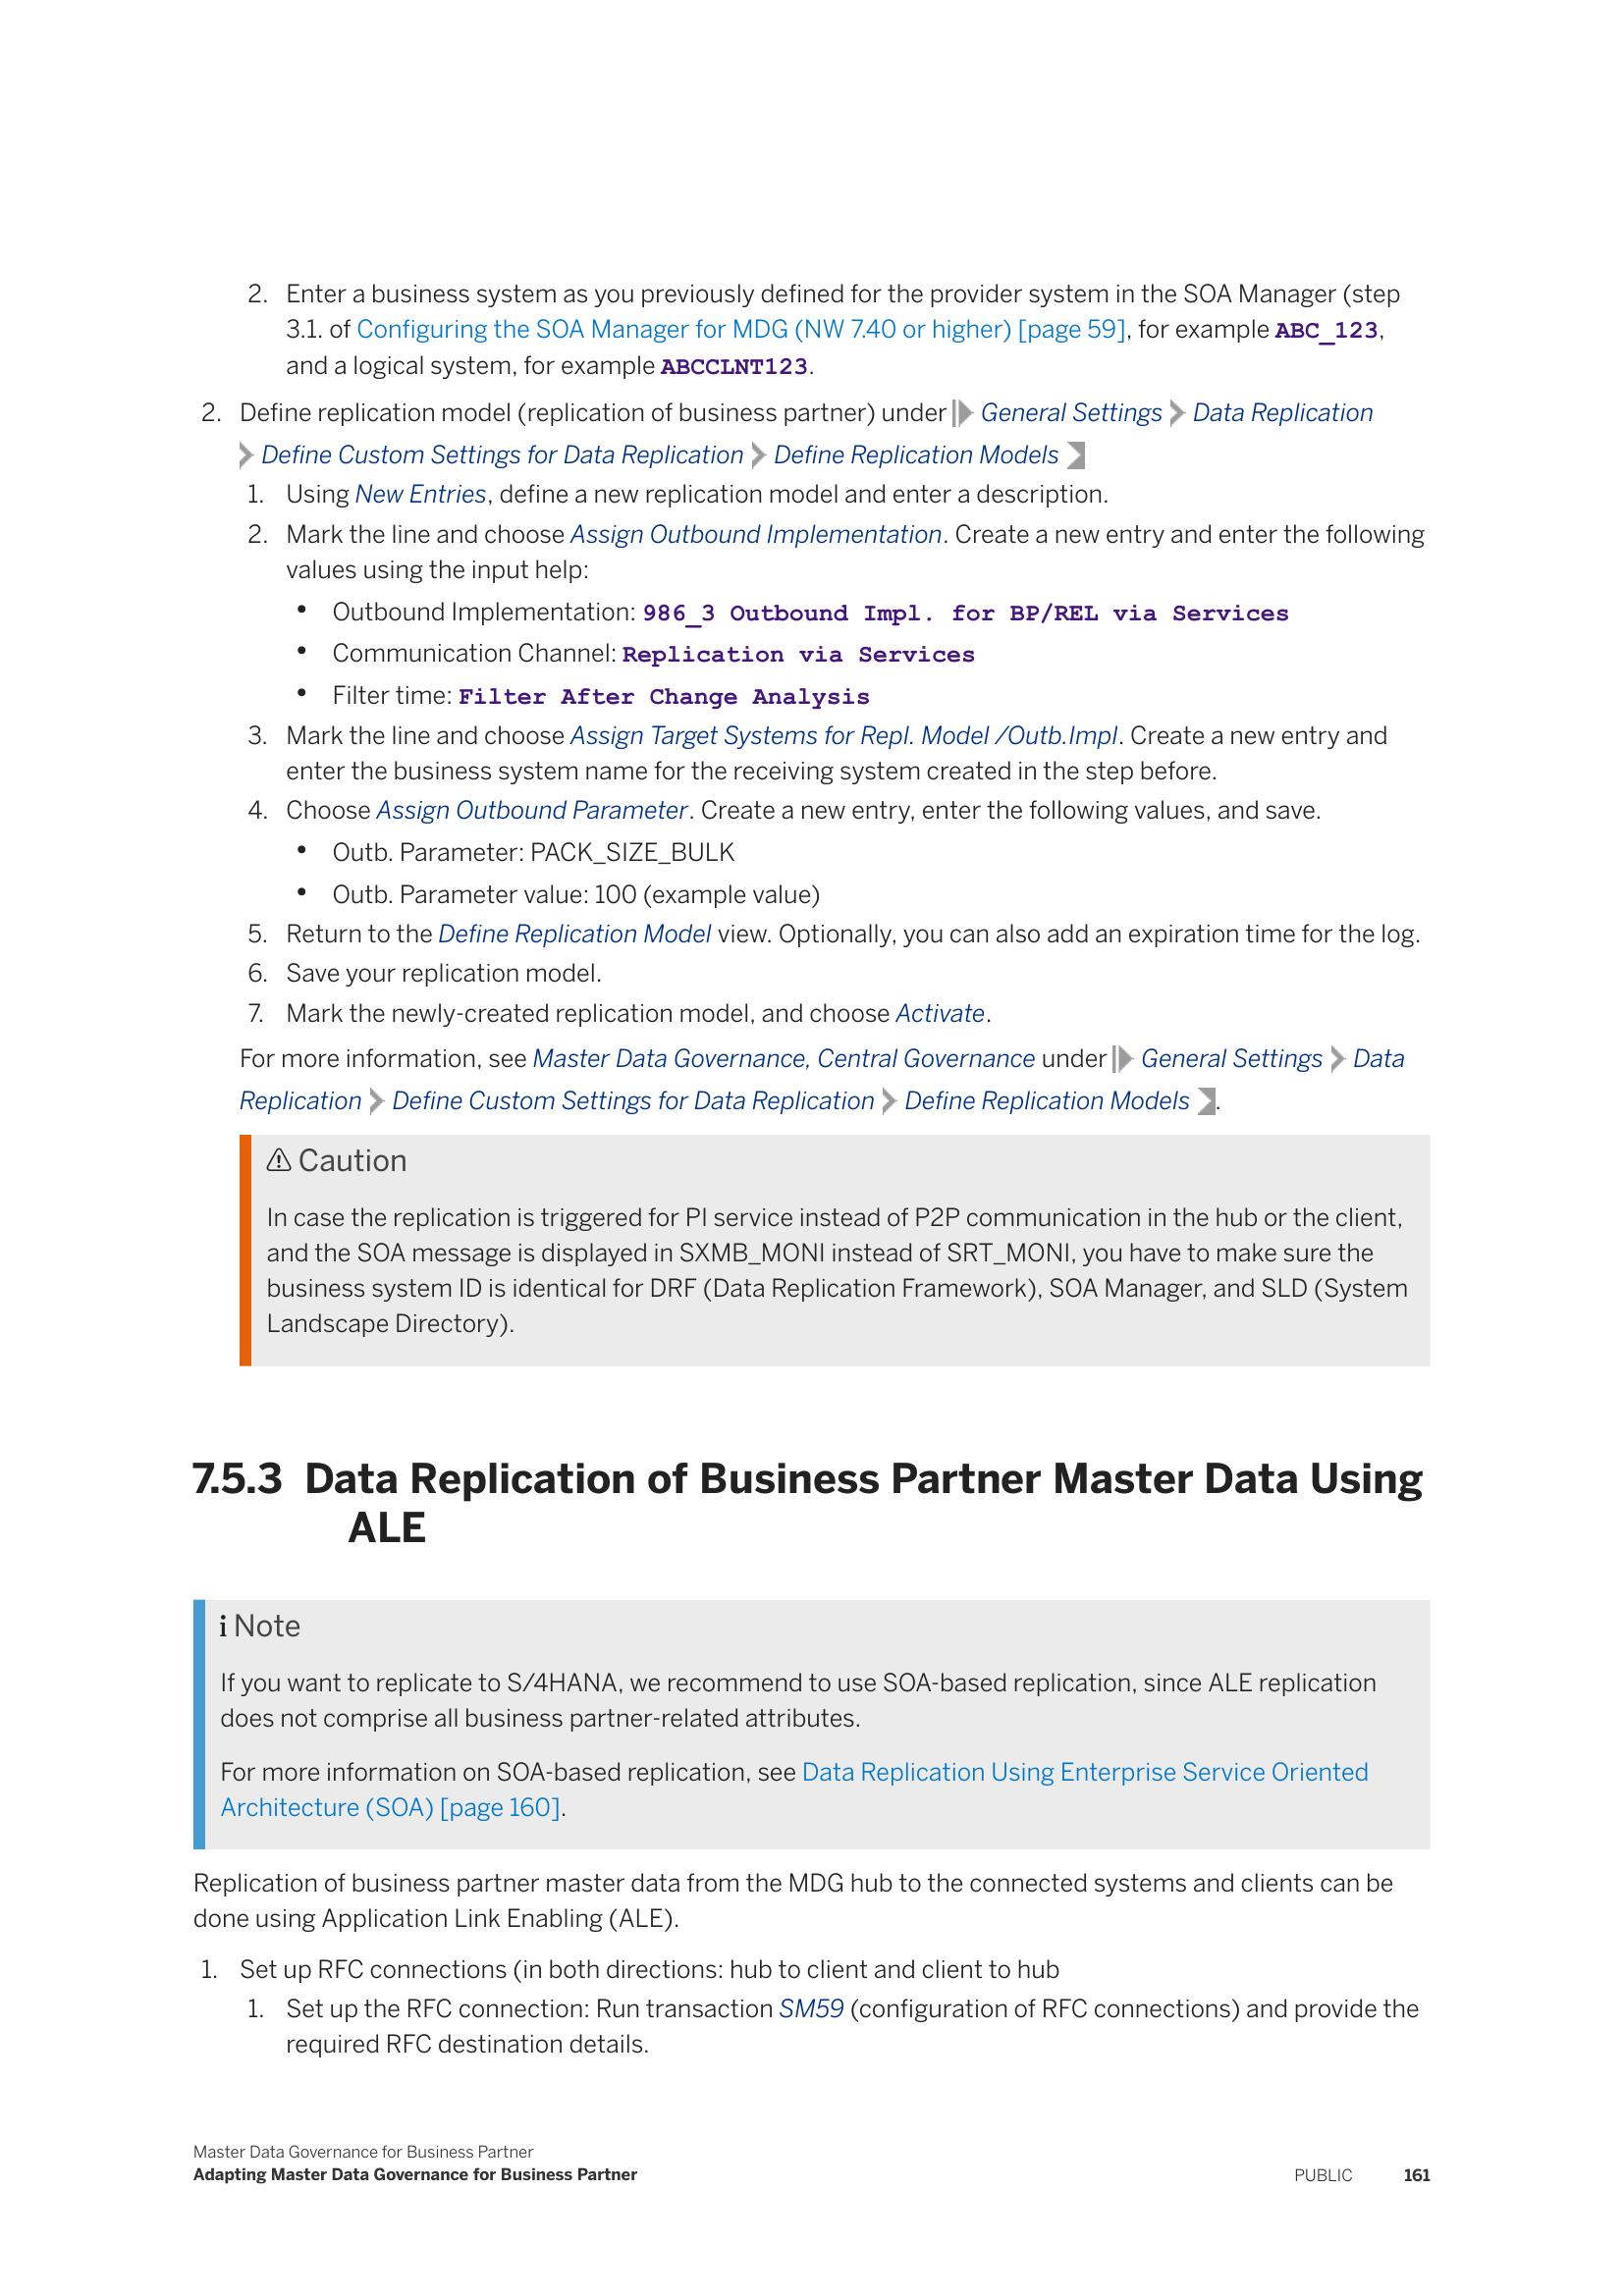 2. Enter a business system as you previously defined for the provider system in the SOA Manager (step
3.1. of Configuring the SOA Manager for MDG (NW 7.40 or higher) [page 59], for example ABC_123,
and a logical system, for example ABCCLNT123.
2. Define replication model (replication of business partner) under General Settings Data Replication
Define Custom Settings for Data Replication Define Replication Models
1. Using New Entries, define a new replication model and enter a description.
2. Mark the line and choose Assign Outbound Implementation. Create a new entry and enter the following
values using the input help:
• Outbound Implementation: 986_3 Outbound Impl. for BP/REL via Services
• Communication Channel: Replication via Services
• Filter time: Filter After Change Analysis
3. Mark the line and choose Assign Target Systems for Repl. Model /Outb.Impl. Create a new entry and
enter the business system name for the receiving system created in the step before.
4. Choose Assign Outbound Parameter. Create a new entry, enter the following values, and save.
• Outb. Parameter: PACK_SIZE_BULK
• Outb. Parameter value: 100 (example value)
5. Return to the Define Replication Model view. Optionally, you can also add an expiration time for the log.
6. Save your replication model.
7. Mark the newly-created replication model, and choose Activate.
For more information, see Master Data Governance, Central Governance under General Settings Data
Replication Define Custom Settings for Data Replication Define Replication Models .
Caution
In case the replication is triggered for PI service instead of P2P communication in the hub or the client,
and the SOA message is displayed in SXMB_MONI instead of SRT_MONI, you have to make sure the
business system ID is identical for DRF (Data Replication Framework), SOA Manager, and SLD (System
Landscape Directory).
7.5.3 Data Replication of Business Partner Master Data Using
ALE
i Note
If you want to replicate to S/4HANA, we recommend to use SOA-based replication, since ALE replication
does not comprise all business partner-related attributes.
For more information on SOA-based replication, see Data Replication Using Enterprise Service Oriented
Architecture (SOA) [page 160].
Replication of business partner master data from the MDG hub to the connected systems and clients can be
done using Application Link Enabling (ALE).
1. Set up RFC connections (in both directions: hub to client and client to hub
1. Set up the RFC connection: Run transaction SM59 (configuration of RFC connections) and provide the
required RFC destination details.
Master Data Governance for Business Partner
Adapting Master Data Governance for Business Partner PUBLIC 161